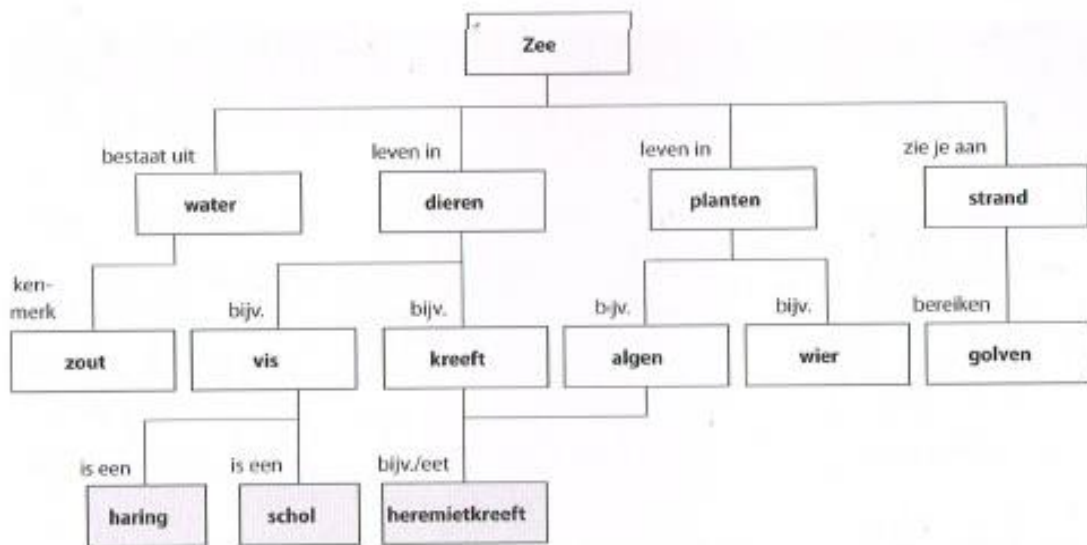 Zee
bestaat uit
leven in
leven in
zie je aan
water
dieren
planten
strand
ken-
merk
bijv.
bijv.
b-jv.
bijv.
bereiken
zout
vis
kreeft
algen
wier
golven
is een
is een
bijv./eet
haring
schol
heremietkreeft